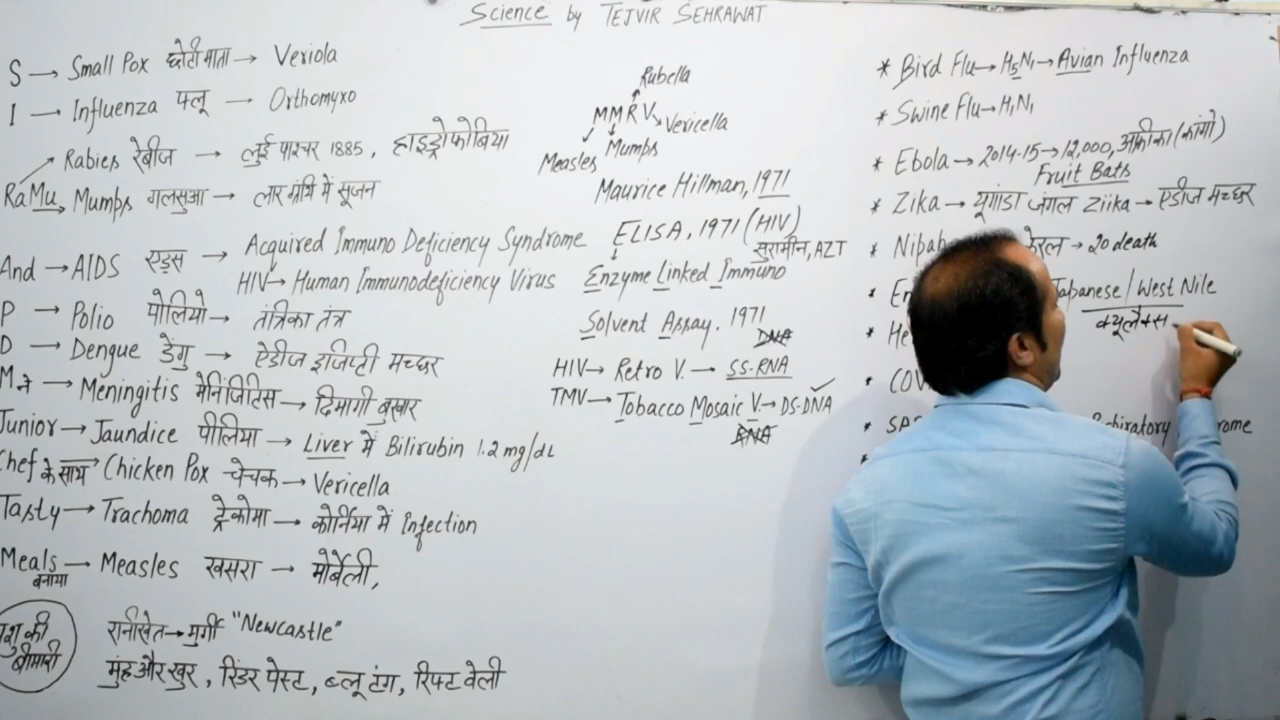 Science by TEJVIR SEHRAWAT
S → Small Pox छोटी माता → Veriola
I → Influenza फ्लू → Orthomyxo
Rabies रेबीज → लुई पाश्चर 1885, हाइड्रोफोबिया
RaMu Mumps गलसुआ → लार ग्रंथि में सूजन
And → AIDS एड्स → Acquired Immuno Deficiency Syndrome
HIV → Human Immunodeficiency Virus
P → Polio पोलियो → तंत्रिका तंत्र
D → Dengue डेंगु → ऐडीज इजिप्टी मच्छर
M ने → Meningitis मेनिंजिटिस → दिमागी बुखार
Junior → Jaundice पीलिया → Liver में Bilirubin 1.2 mg/dL
Chef के साथ → Chicken Pox चेचक → Vericella
Tasty → Trachoma ट्रेकोमा → कोर्निया में Infection
Meals → Measles खसरा → मोर्बेली,
बनाया
पशु की बीमारी
रानीखेत → मुर्गी "Newcastle"
मुंह और खुर, रिंडर पेस्ट, ब्लू टंग, रिफ्ट वेली
Rubella
MMRV Vericella
Measles Mumps
Maurice Hillman, 1971
ELISA, 1971 (HIV)
सुरामीन, AZT
Enzyme Linked Immuno
Solvent Assay. 1971
DNA
HIV → Retro V. → SS-RNA
TMV → Tobacco Mosaic V. → DS-DNA
RNA
* Bird Flu → H5N1 → Avian Influenza
* Swine Flu → H1N1
* Ebola → 2014-15 → 12,000, अफ्रीका (कांगो)
Fruit Bats
* Zika → यूगांडा जंगल Ziika → एडीज मच्छर
* Nipah केरल → 20 death
* En Japanese / West Nile
क्यूलेक्स
* He
* COV
* SA rome
*